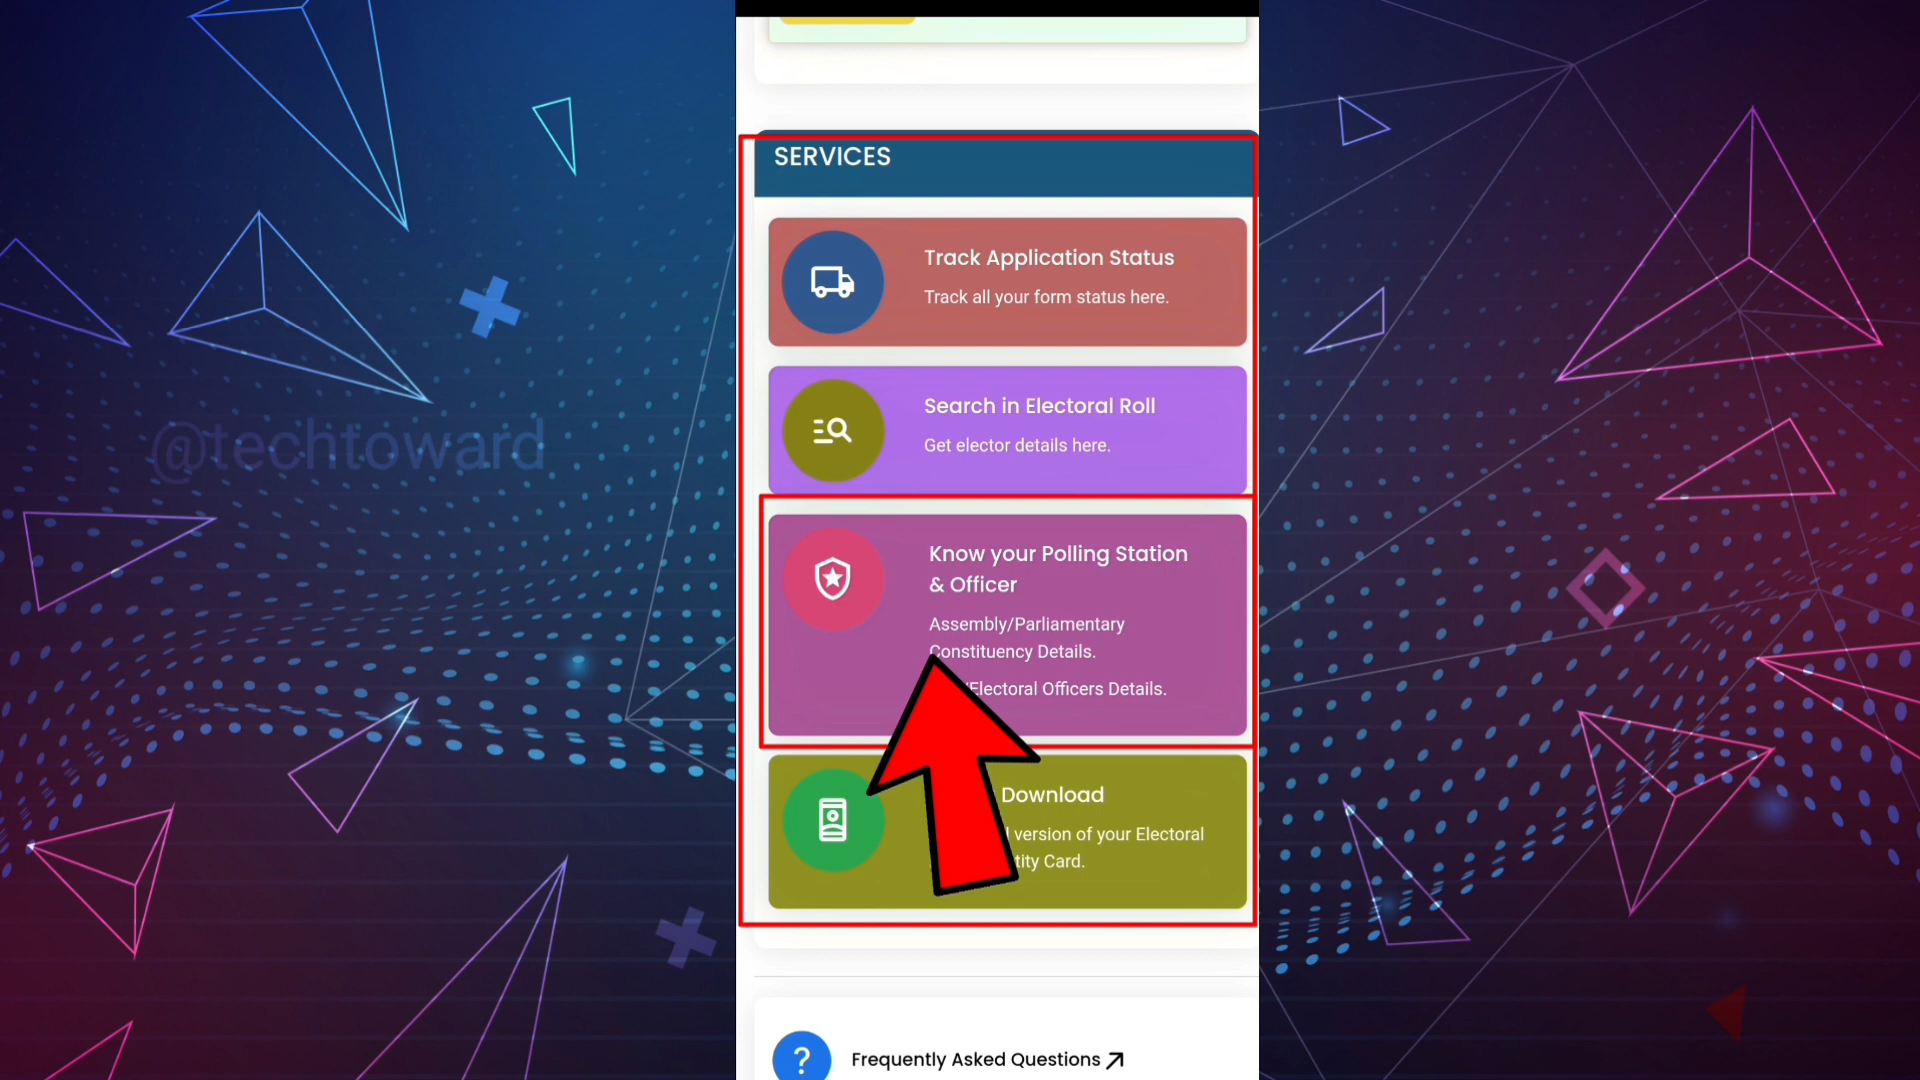 SERVICES
Track Application Status
Track all your form status here.
@techtoward
Search in Electoral Roll
Get elector details here.
Know your Polling Station
& Officer
Assembly/Parliamentary
Constituency Details.
/Electoral Officers Details.
Download
version of your Electoral
Card.
Frequently Asked Questions